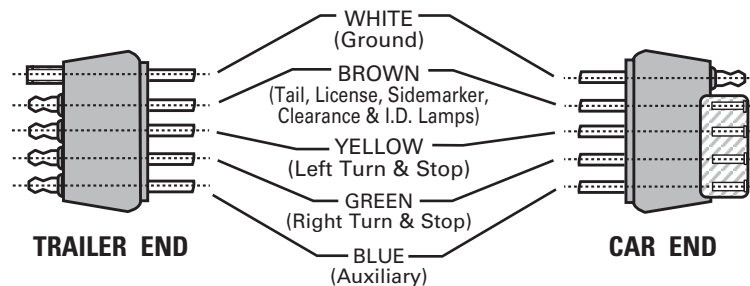 WHITE
(Ground)
BROWN
(Tail, License, Sidemarker,
Clearance & I.D. Lamps)
YELLOW
(Left Turn & Stop)
GREEN
(Right Turn & Stop)
BLUE
(Auxiliary)
TRAILER END
CAR END